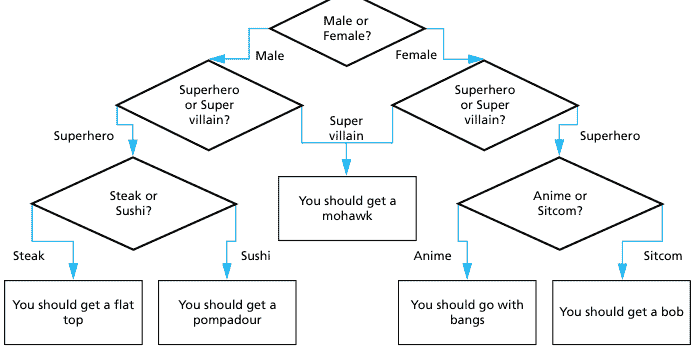 Male or
Female?
Male
Female
Superhero
or Super
villain?
Superhero
or Super
villain?
Super
villain
Superhero
Superhero
Steak or
Sushi?
You should get a
mohawk
Anime or
Sitcom?
Steak
Sushi
Anime
Sitcom
You should get a flat
top
You should get a
pompadour
You should go with
bangs
You should get a bob